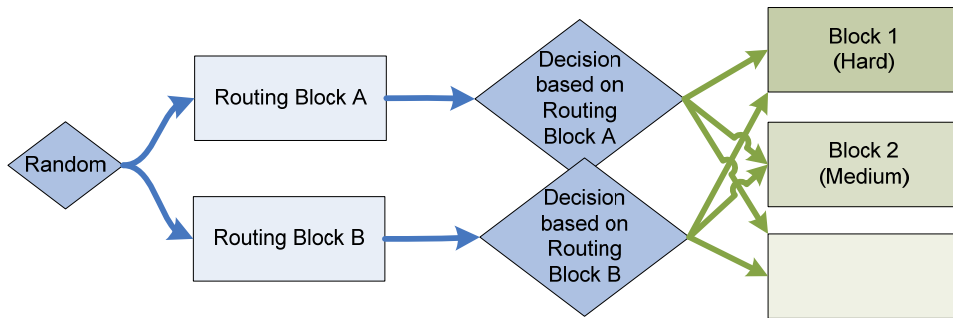 Random
Routing Block A
Routing Block B
Decision
based on
Routing
Block A
Decision
based on
Routing
Block B
Block 1
(Hard)
Block 2
(Medium)